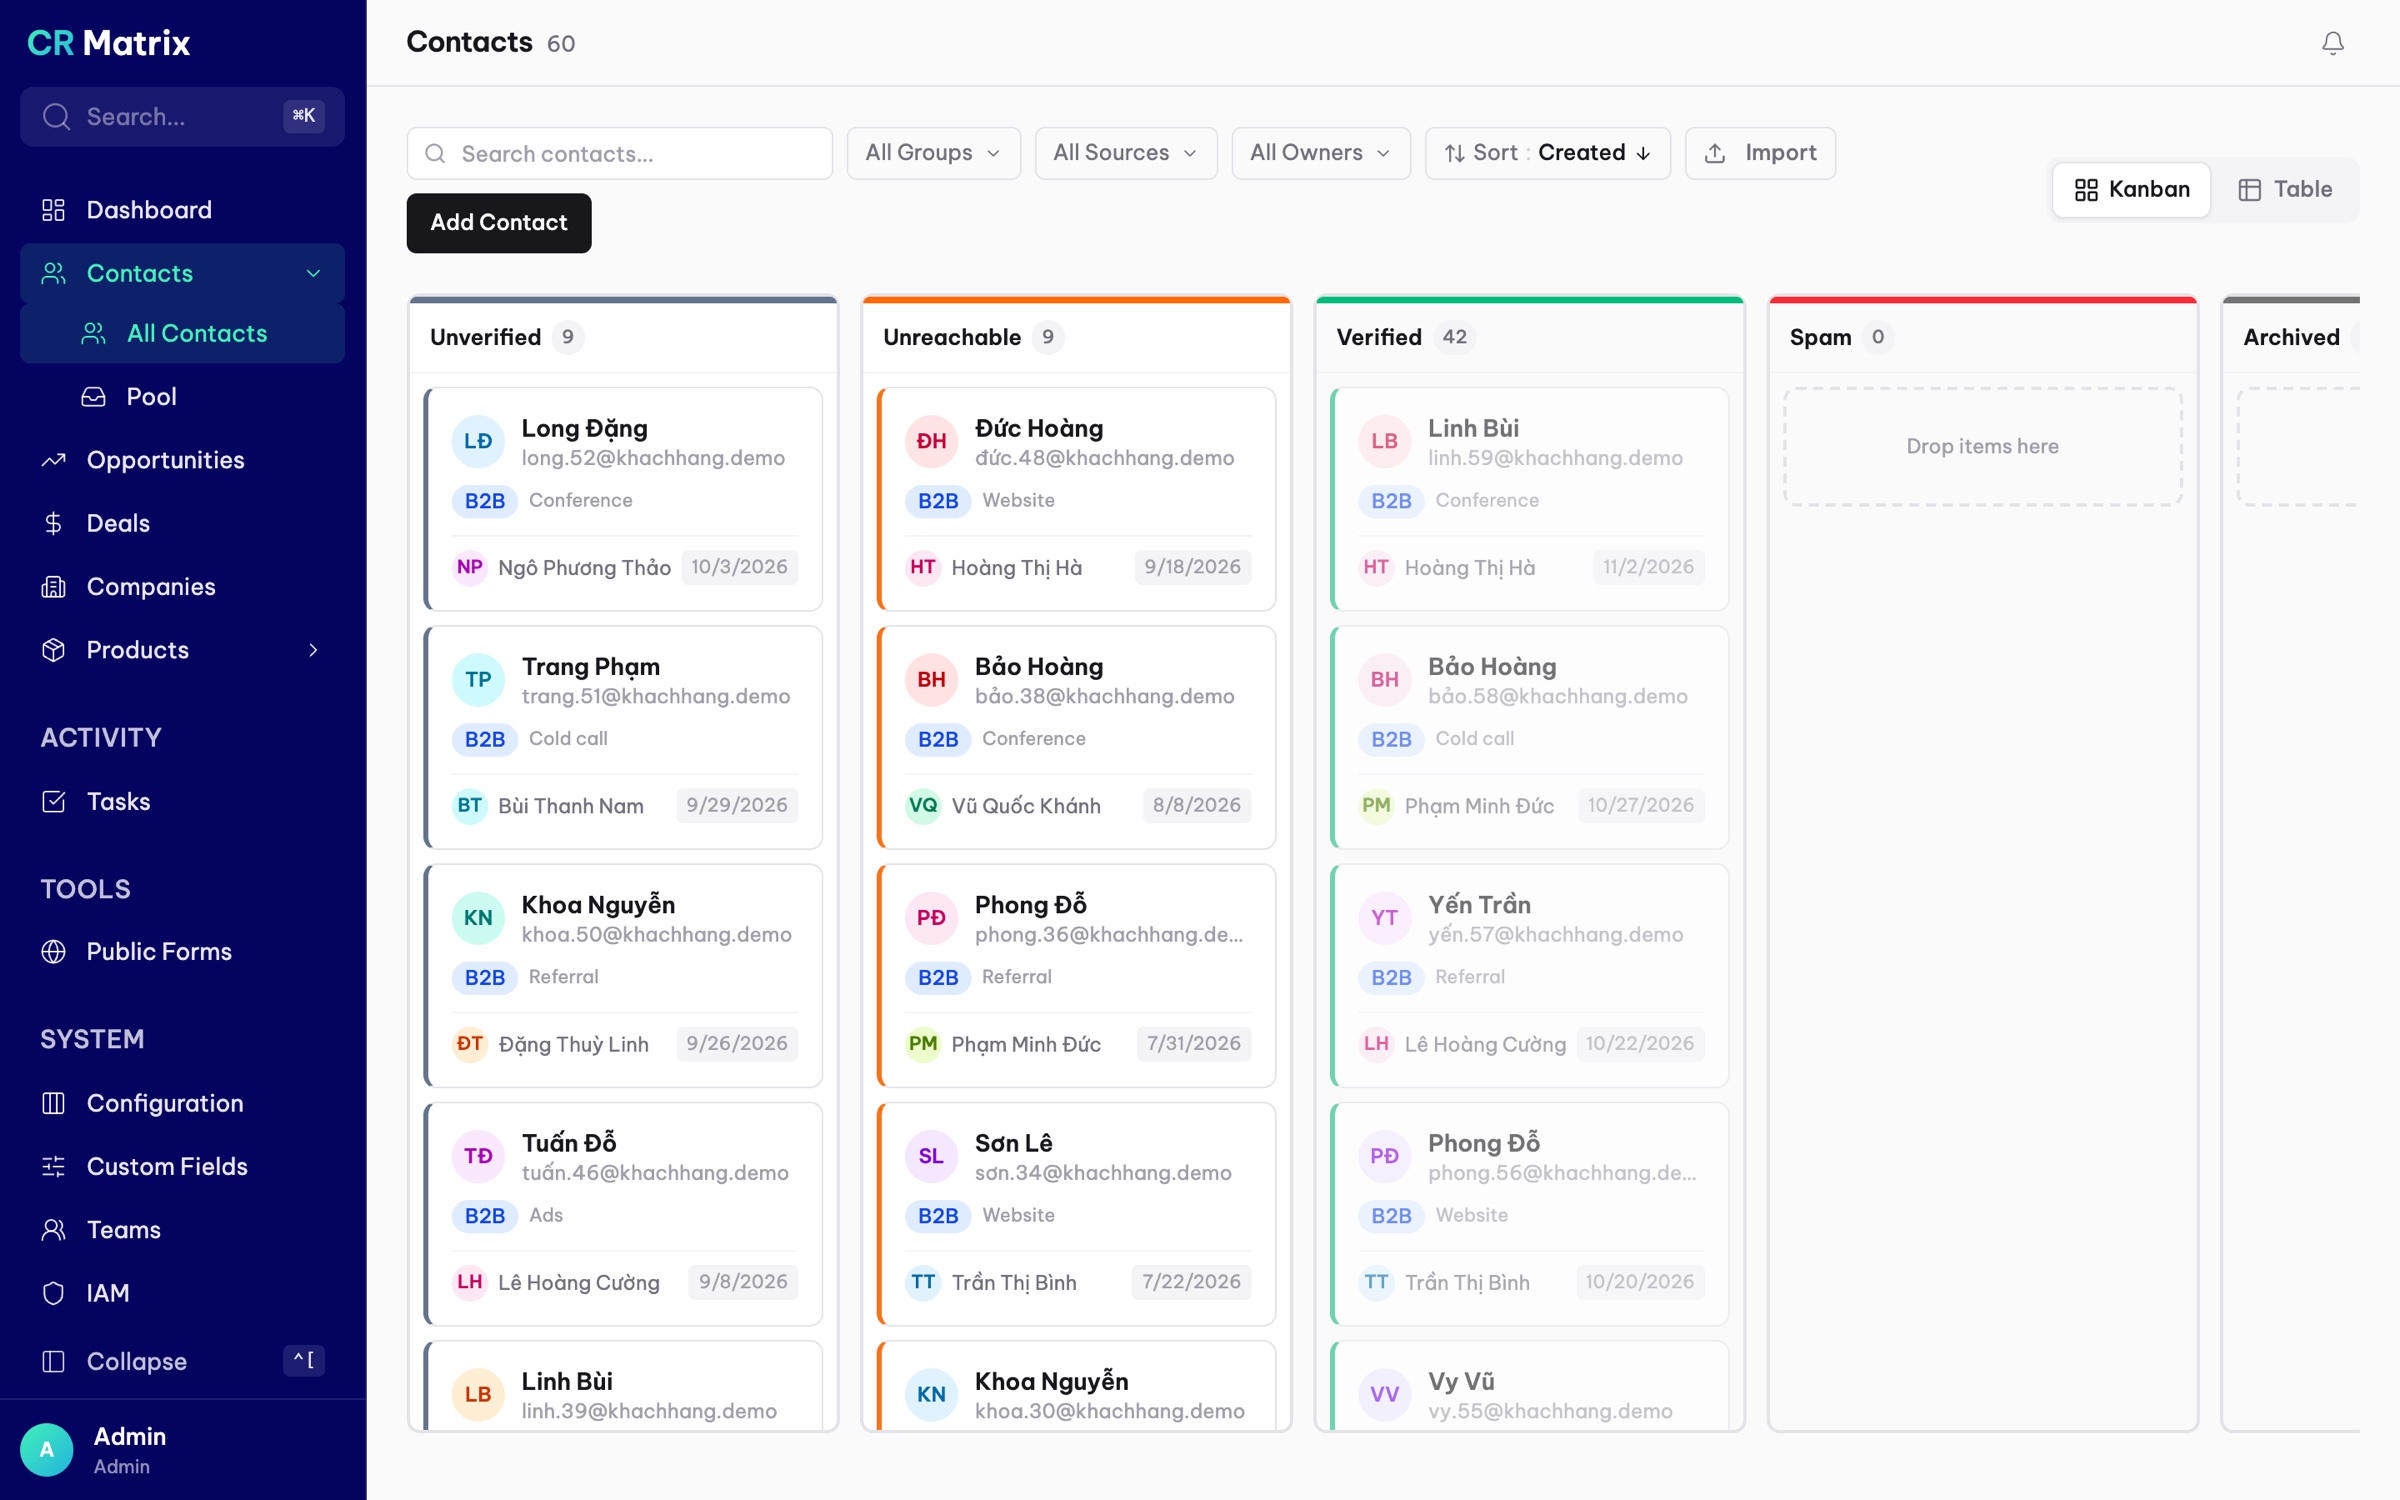 CR Matrix
Search...
⌘K
Dashboard
Contacts
All Contacts
Pool
Opportunities
Deals
Companies
Products
ACTIVITY
Tasks
TOOLS
Public Forms
SYSTEM
Configuration
Custom Fields
Teams
IAM
Collapse
^[
A
Admin
Admin
Contacts 60
Search contacts...
All Groups
All Sources
All Owners
Sort : Created ↓
Import
Add Contact
Kanban
Table
Unverified 9
LĐ
Long Đặng
long.52@khachhang.demo
B2B Conference
NP Ngô Phương Thảo 10/3/2026
TP
Trang Phạm
trang.51@khachhang.demo
B2B Cold call
BT Bùi Thanh Nam 9/29/2026
KN
Khoa Nguyễn
khoa.50@khachhang.demo
B2B Referral
ĐT Đặng Thuỳ Linh 9/26/2026
TĐ
Tuấn Đỗ
tuấn.46@khachhang.demo
B2B Ads
LH Lê Hoàng Cường 9/8/2026
LB
Linh Bùi
linh.39@khachhang.demo
Unreachable 9
ĐH
Đức Hoàng
đức.48@khachhang.demo
B2B Website
HT Hoàng Thị Hà 9/18/2026
BH
Bảo Hoàng
bảo.38@khachhang.demo
B2B Conference
VQ Vũ Quốc Khánh 8/8/2026
PĐ
Phong Đỗ
phong.36@khachhang.de...
B2B Referral
PM Phạm Minh Đức 7/31/2026
SL
Sơn Lê
sơn.34@khachhang.demo
B2B Website
TT Trần Thị Bình 7/22/2026
KN
Khoa Nguyễn
khoa.30@khachhang.demo
Verified 42
LB
Linh Bùi
linh.59@khachhang.demo
B2B Conference
HT Hoàng Thị Hà 11/2/2026
BH
Bảo Hoàng
bảo.58@khachhang.demo
B2B Cold call
PM Phạm Minh Đức 10/27/2026
YT
Yến Trần
yến.57@khachhang.demo
B2B Referral
LH Lê Hoàng Cường 10/22/2026
PĐ
Phong Đỗ
phong.56@khachhang.de...
B2B Website
TT Trần Thị Bình 10/20/2026
VV
Vy Vũ
vy.55@khachhang.demo
Spam 0
Drop items here
Archived